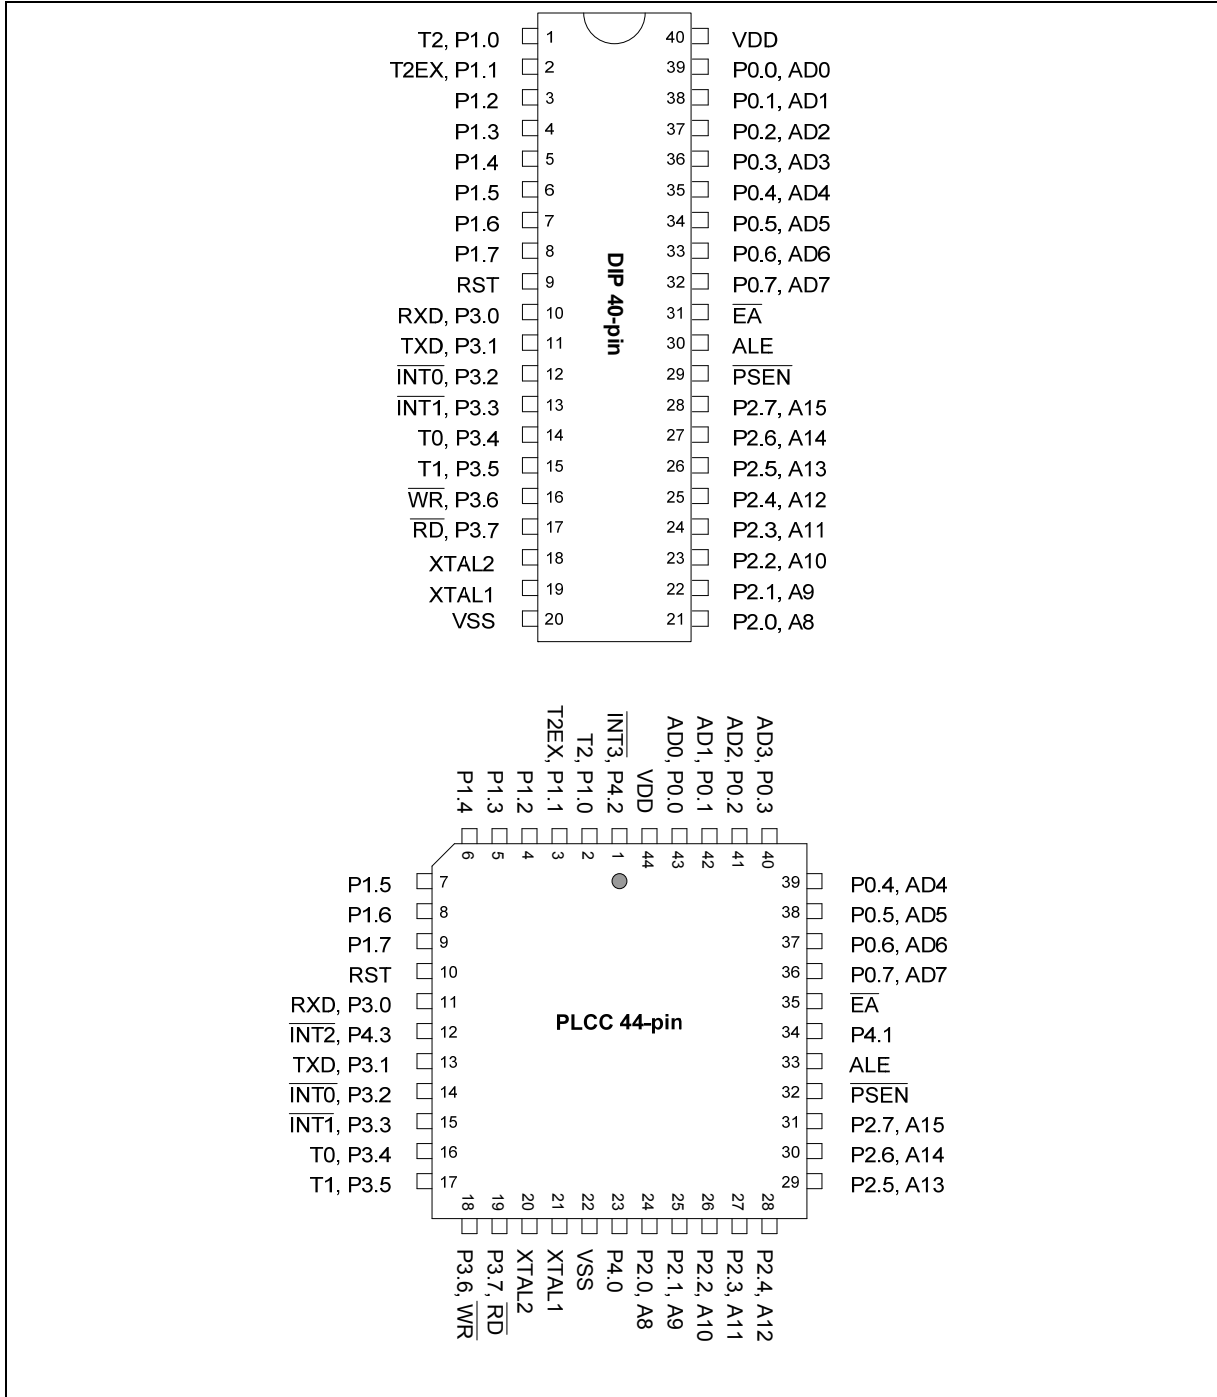 T2, P1.0 1 40 VDD
T2EX, P1.1 2 39 P0.0, AD0
P1.2 3 38 P0.1, AD1
P1.3 4 37 P0.2, AD2
P1.4 5 36 P0.3, AD3
P1.5 6 35 P0.4, AD4
P1.6 7 34 P0.5, AD5
P1.7 8 33 P0.6, AD6
RST 9 32 P0.7, AD7
RXD, P3.0 10 31 E̅A̅
TXD, P3.1 11 30 ALE
I̅N̅T̅0̅, P3.2 12 29 P̅S̅E̅N̅
I̅N̅T̅1̅, P3.3 13 28 P2.7, A15
T0, P3.4 14 27 P2.6, A14
T1, P3.5 15 26 P2.5, A13
W̅R̅, P3.6 16 25 P2.4, A12
R̅D̅, P3.7 17 24 P2.3, A11
XTAL2 18 23 P2.2, A10
XTAL1 19 22 P2.1, A9
VSS 20 21 P2.0, A8
DIP 40-pin
P1.4 P1.3 P1.2 T2EX, P1.1 T2, P1.0 I̅N̅T̅3̅, P4.2 VDD AD0, P0.0 AD1, P0.1 AD2, P0.2 AD3, P0.3
6 5 4 3 2 1 44 43 42 41 40
P1.5 7 39 P0.4, AD4
P1.6 8 38 P0.5, AD5
P1.7 9 37 P0.6, AD6
RST 10 36 P0.7, AD7
RXD, P3.0 11 35 E̅A̅
I̅N̅T̅2̅, P4.3 12 34 P4.1
TXD, P3.1 13 33 ALE
I̅N̅T̅0̅, P3.2 14 32 P̅S̅E̅N̅
I̅N̅T̅1̅, P3.3 15 31 P2.7, A15
T0, P3.4 16 30 P2.6, A14
T1, P3.5 17 29 P2.5, A13
PLCC 44-pin
18 19 20 21 22 23 24 25 26 27 28
P3.6, W̅R̅ P3.7, R̅D̅ XTAL2 XTAL1 VSS P4.0 P2.0, A8 P2.1, A9 P2.2, A10 P2.3, A11 P2.4, A12